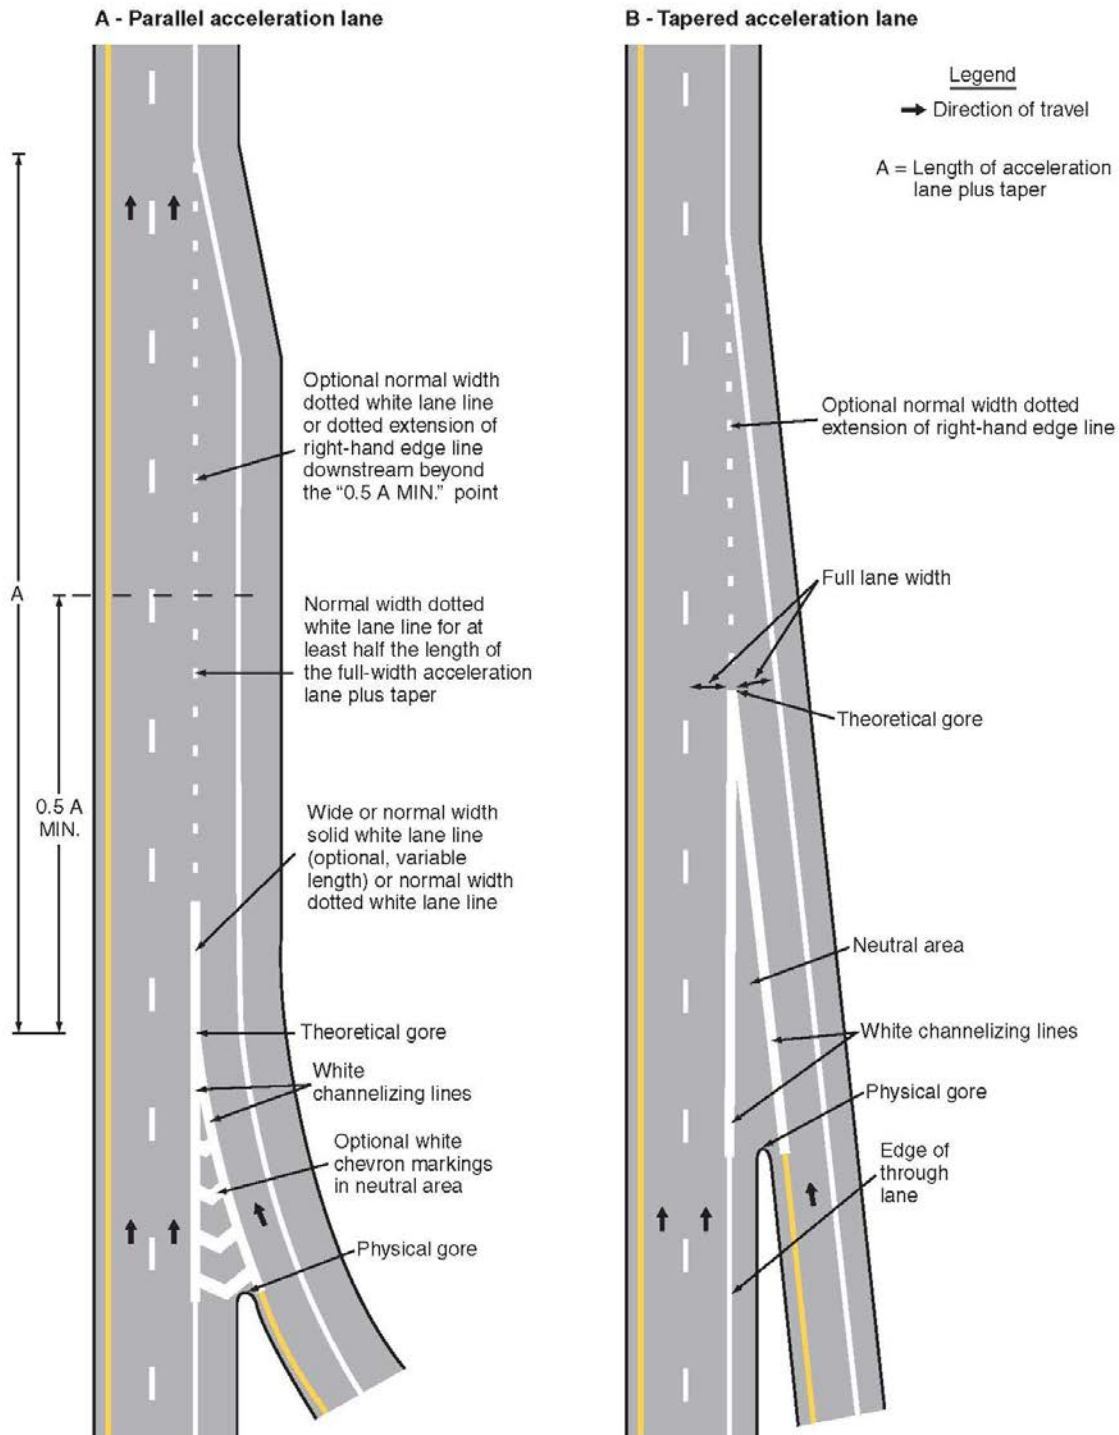 A - Parallel acceleration lane
A
0.5 A
MIN.
Optional normal width
dotted white lane line
or dotted extension of
right-hand edge line
downstream beyond
the “0.5 A MIN.” point
Normal width dotted
white lane line for at
least half the length of
the full-width acceleration
lane plus taper
Wide or normal width
solid white lane line
(optional, variable
length) or normal width
dotted white lane line
Theoretical gore
White
channelizing lines
Optional white
chevron markings
in neutral area
Physical gore
B - Tapered acceleration lane
Legend
Direction of travel
A = Length of acceleration
lane plus taper
Optional normal width dotted
extension of right-hand edge line
Full lane width
Theoretical gore
Neutral area
White channelizing lines
Physical gore
Edge of
through
lane